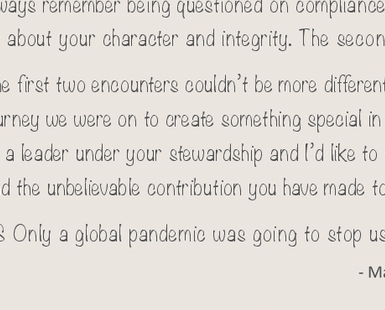 ways remember being questioned on compliance
about your character and integrity. The secon
e first two encounters couldn't be more different
urney we were on to create something special in
a leader under your stewardship and I'd like to
d the unbelievable contribution you have made to
Only a global pandemic was going to stop us
- Ma